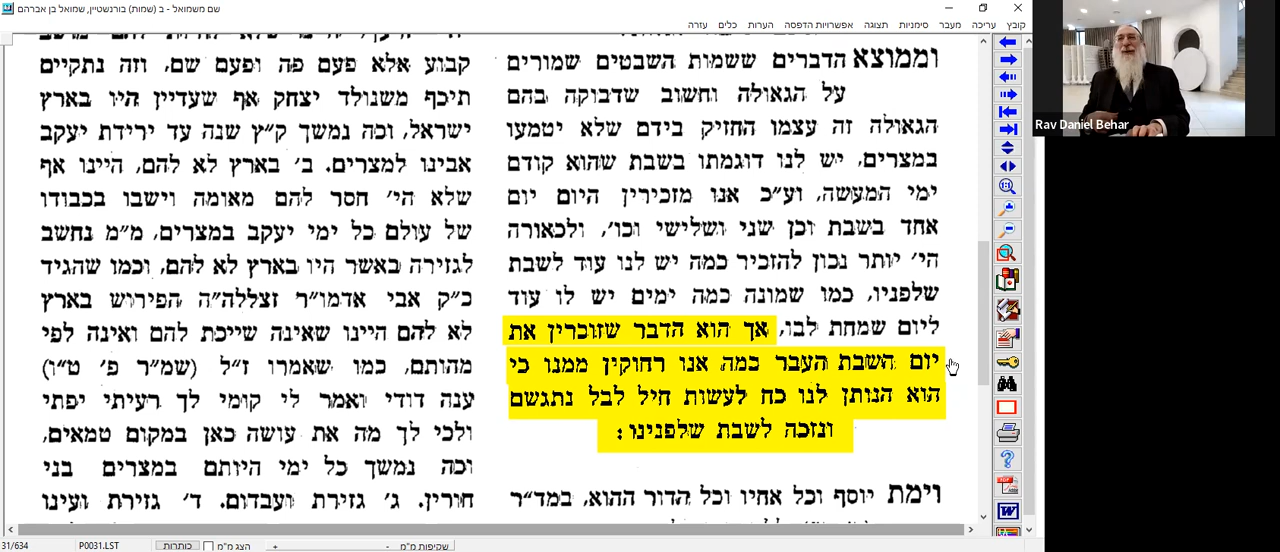 שם משמואל - ב (שמות) בורנשטיין, שמואל בן אברהם
קובץ עריכה מעבר סימניות תצוגה אפשרויות הדפסה הערות כלים עזרה
Rav Daniel Behar
וממוצא הדברים ששמות השבטים שמורים
על הגאולה וחשוב שדבוקה בהם
הגאולה זה עצמו החזיק בידם שלא יטמעו
במצרים, יש לנו דוגמתו בשבת שהוא קודם
ימי המעשה, וע״כ אנו מזכירין היום יום
אחד בשבת וכן שני ושלישי וכו׳, ולכאורה
הי׳ יותר נכון להזכיר כמה יש לנו עוד לשבת
שלפניו, כמו שמונה כמה ימים יש לו עוד
ליום שמחת לבו, אך הוא הדבר שזוכרין את
יום השבת העבר כמה אנו רחוקין ממנו כי
הוא הנותן לנו כח לעשות חיל לבל נתגשם
ונזכה לשבת שלפנינו:
וימת יוסף וכל אחיו וכל הדור ההוא, במד״ר
קבוע אלא פעם פה ופעם שם, וזה נתקיים
תיכף משנולד יצחק אף שעדיין היו בארץ
ישראל, וכה נמשך ק״ץ שנה עד ירידת יעקב
אבינו למצרים. ב׳ בארץ לא להם, היינו אף
שלא הי׳ חסר להם מאומה וישבו בכבודו
של עולם כל ימי יעקב במצרים, מ״מ נחשב
לגזירה באשר היו בארץ לא להם, וכמו שהגיד
כ״ק אבי אדמו״ר זצללה״ה הפירוש בארץ
לא להם היינו שאינה שייכת להם ואינה לפי
מהותם, כמו שאמרו ז״ל (שמ״ר פ׳ ט״ו)
ענה דודי ואמר לי קומי לך רעיתי יפתי
ולכי לך מה את עושה כאן במקום טמאים,
וכה נמשך כל ימי היותם במצרים בני
חורין. ג׳ גזירת ועבדום. ד׳ גזירת וענו
31/634 P0031.LST כותרות הצג מ״מ + - שקיפות מ״מ